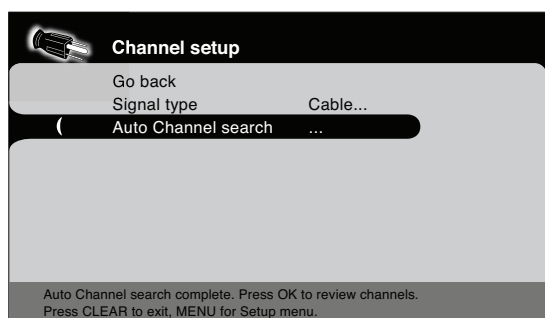 Channel setup
Go back
Signal type Cable...
Auto Channel search ...
Auto Channel search complete. Press OK to review channels.
Press CLEAR to exit, MENU for Setup menu.